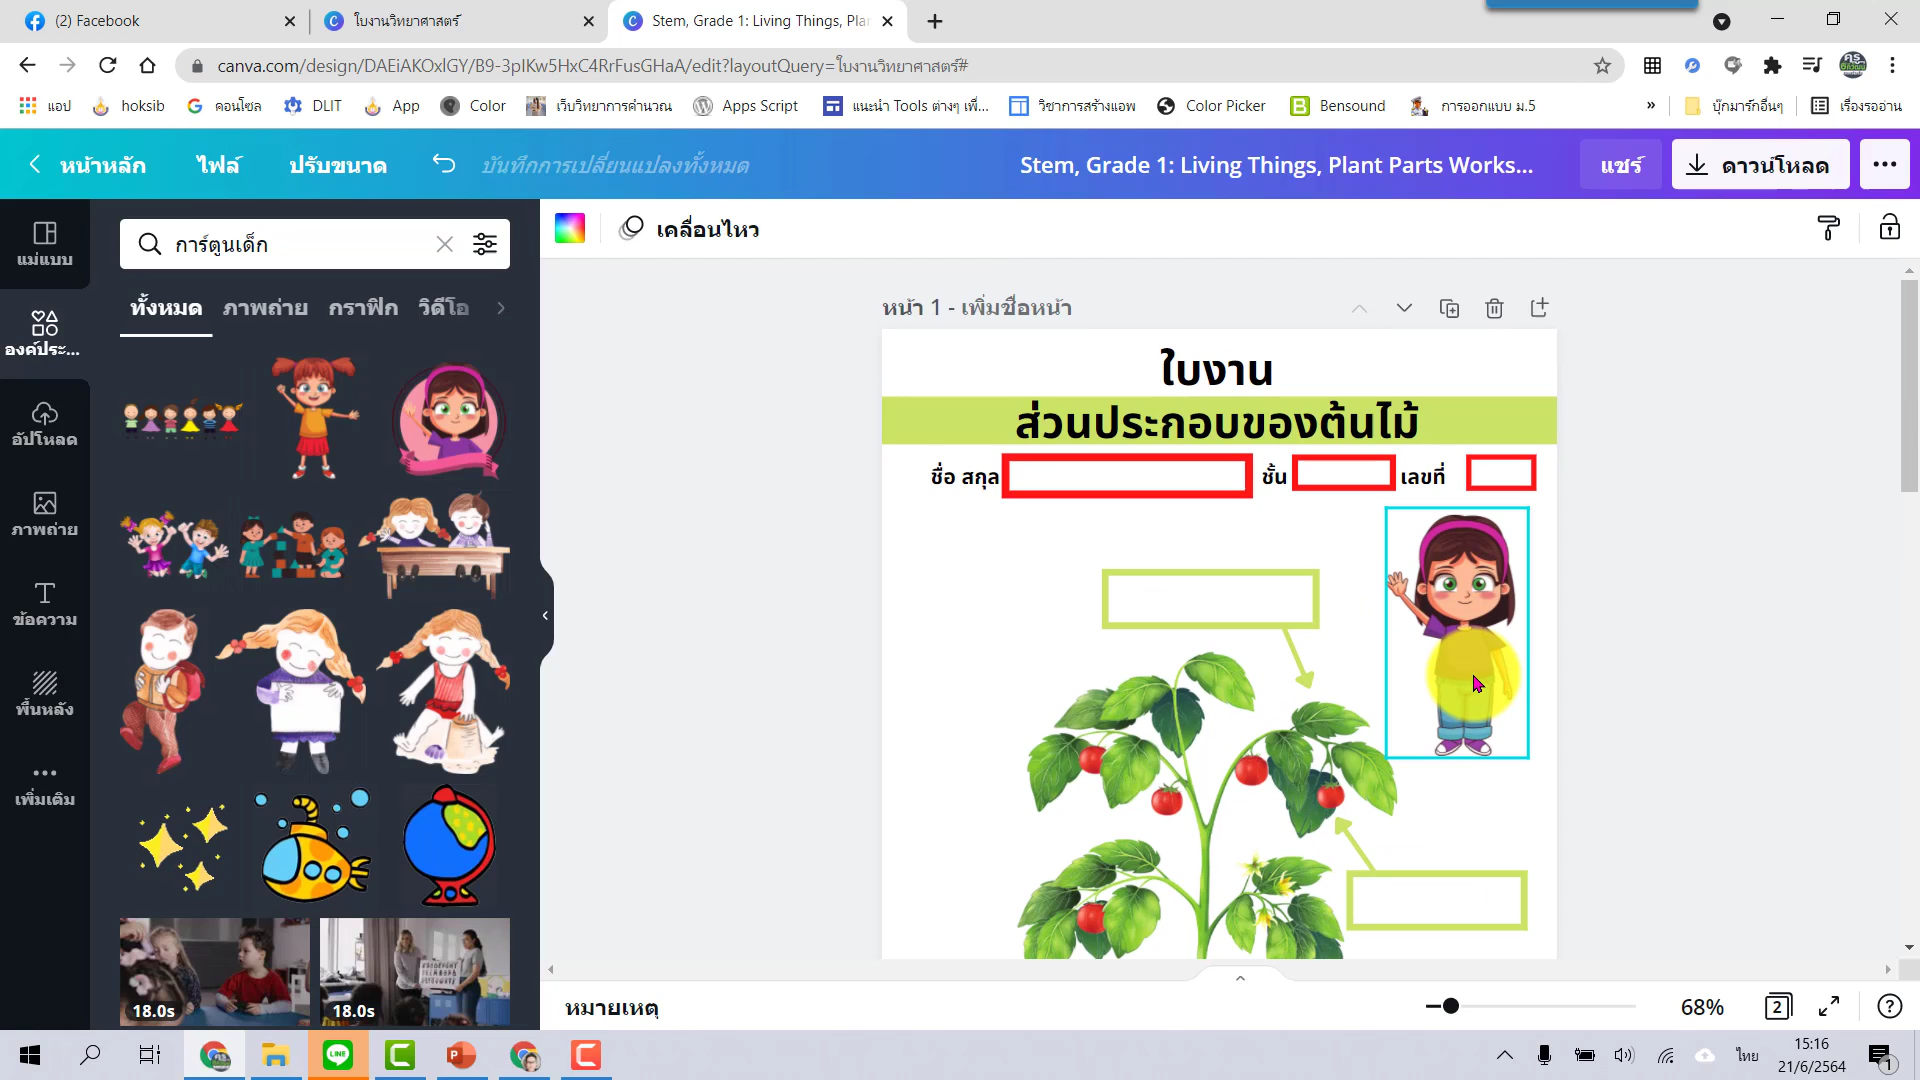 (2) Facebook
ใบงานวิทยาศาสตร์
Stem, Grade 1: Living Things, Pla
canva.com/design/DAEiAKOxlGY/B9-3pIKw5HxC4RrFusGHaA/edit?layoutQuery=ใบงานวิทยาศาสตร์#
แอป
hoksib
คอนโซล
DLIT
App
Color
เว็บวิทยาการคำนวณ
Apps Script
แนะนำ Tools ต่างๆ เพื่...
วิชาการสร้างแอพ
Color Picker
Bensound
การออกแบบ ม.5
»
บุ๊กมาร์กอื่นๆ
เรื่องรออ่าน
หน้าหลัก
ไฟล์
ปรับขนาด
บันทึกการเปลี่ยนแปลงทั้งหมด
Stem, Grade 1: Living Things, Plant Parts Works...
แชร์
ดาวน์โหลด
แม่แบบ
องค์ประ...
อัปโหลด
ภาพถ่าย
ข้อความ
พื้นหลัง
เพิ่มเติม
การ์ตูนเด็ก
ทั้งหมด
ภาพถ่าย
กราฟิก
วิดีโอ
18.0s
18.0s
เคลื่อนไหว
หน้า 1 - เพิ่มชื่อหน้า
ใบงาน
ส่วนประกอบของต้นไม้
ชื่อ สกุล
ชั้น
เลขที่
หมายเหตุ
68%
2
ไทย
15:16
21/6/2564
1